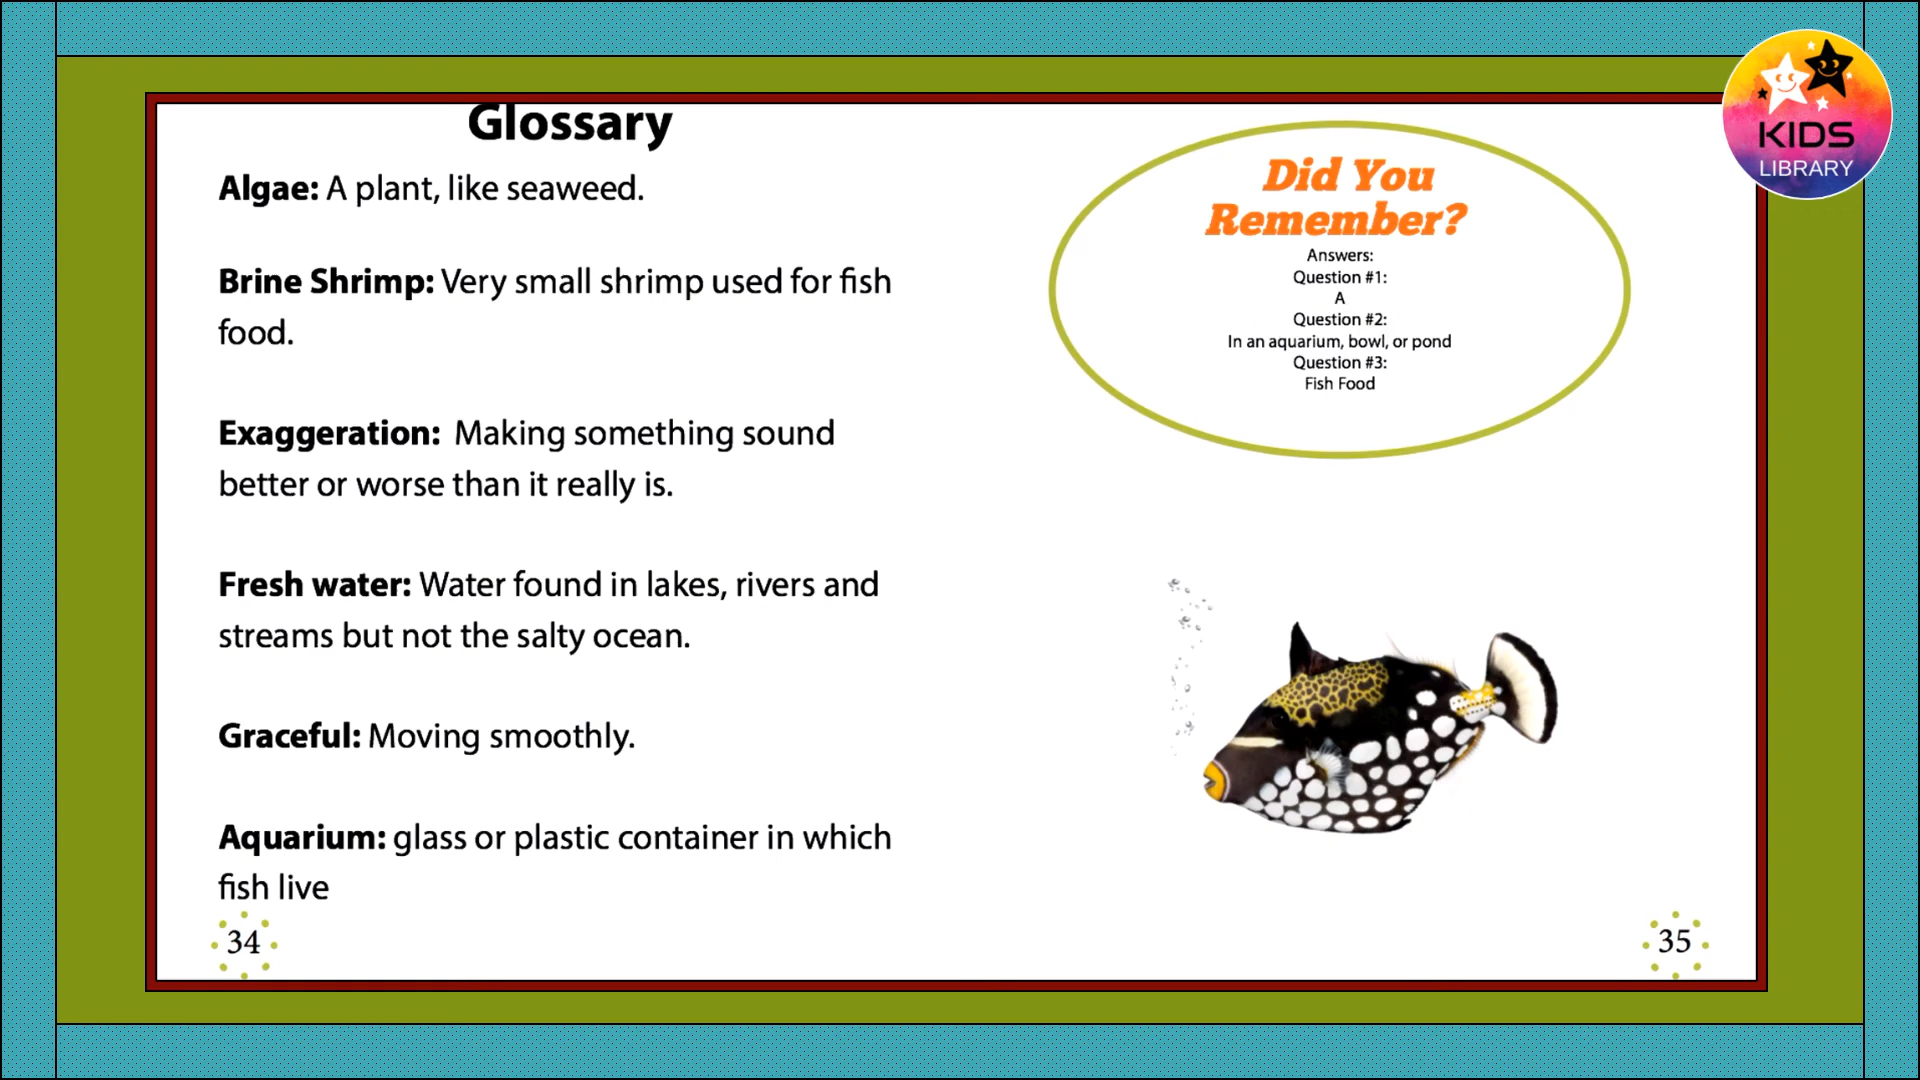 Glossary
Algae: A plant, like seaweed.
Brine Shrimp: Very small shrimp used for fish
food.
Exaggeration: Making something sound
better or worse than it really is.
Fresh water: Water found in lakes, rivers and
streams but not the salty ocean.
Graceful: Moving smoothly.
Aquarium: glass or plastic container in which
fish live
34
Did You
Remember?
Answers:
Question #1:
A
Question #2:
In an aquarium, bowl, or pond
Question #3:
Fish Food
35
KIDS
LIBRARY